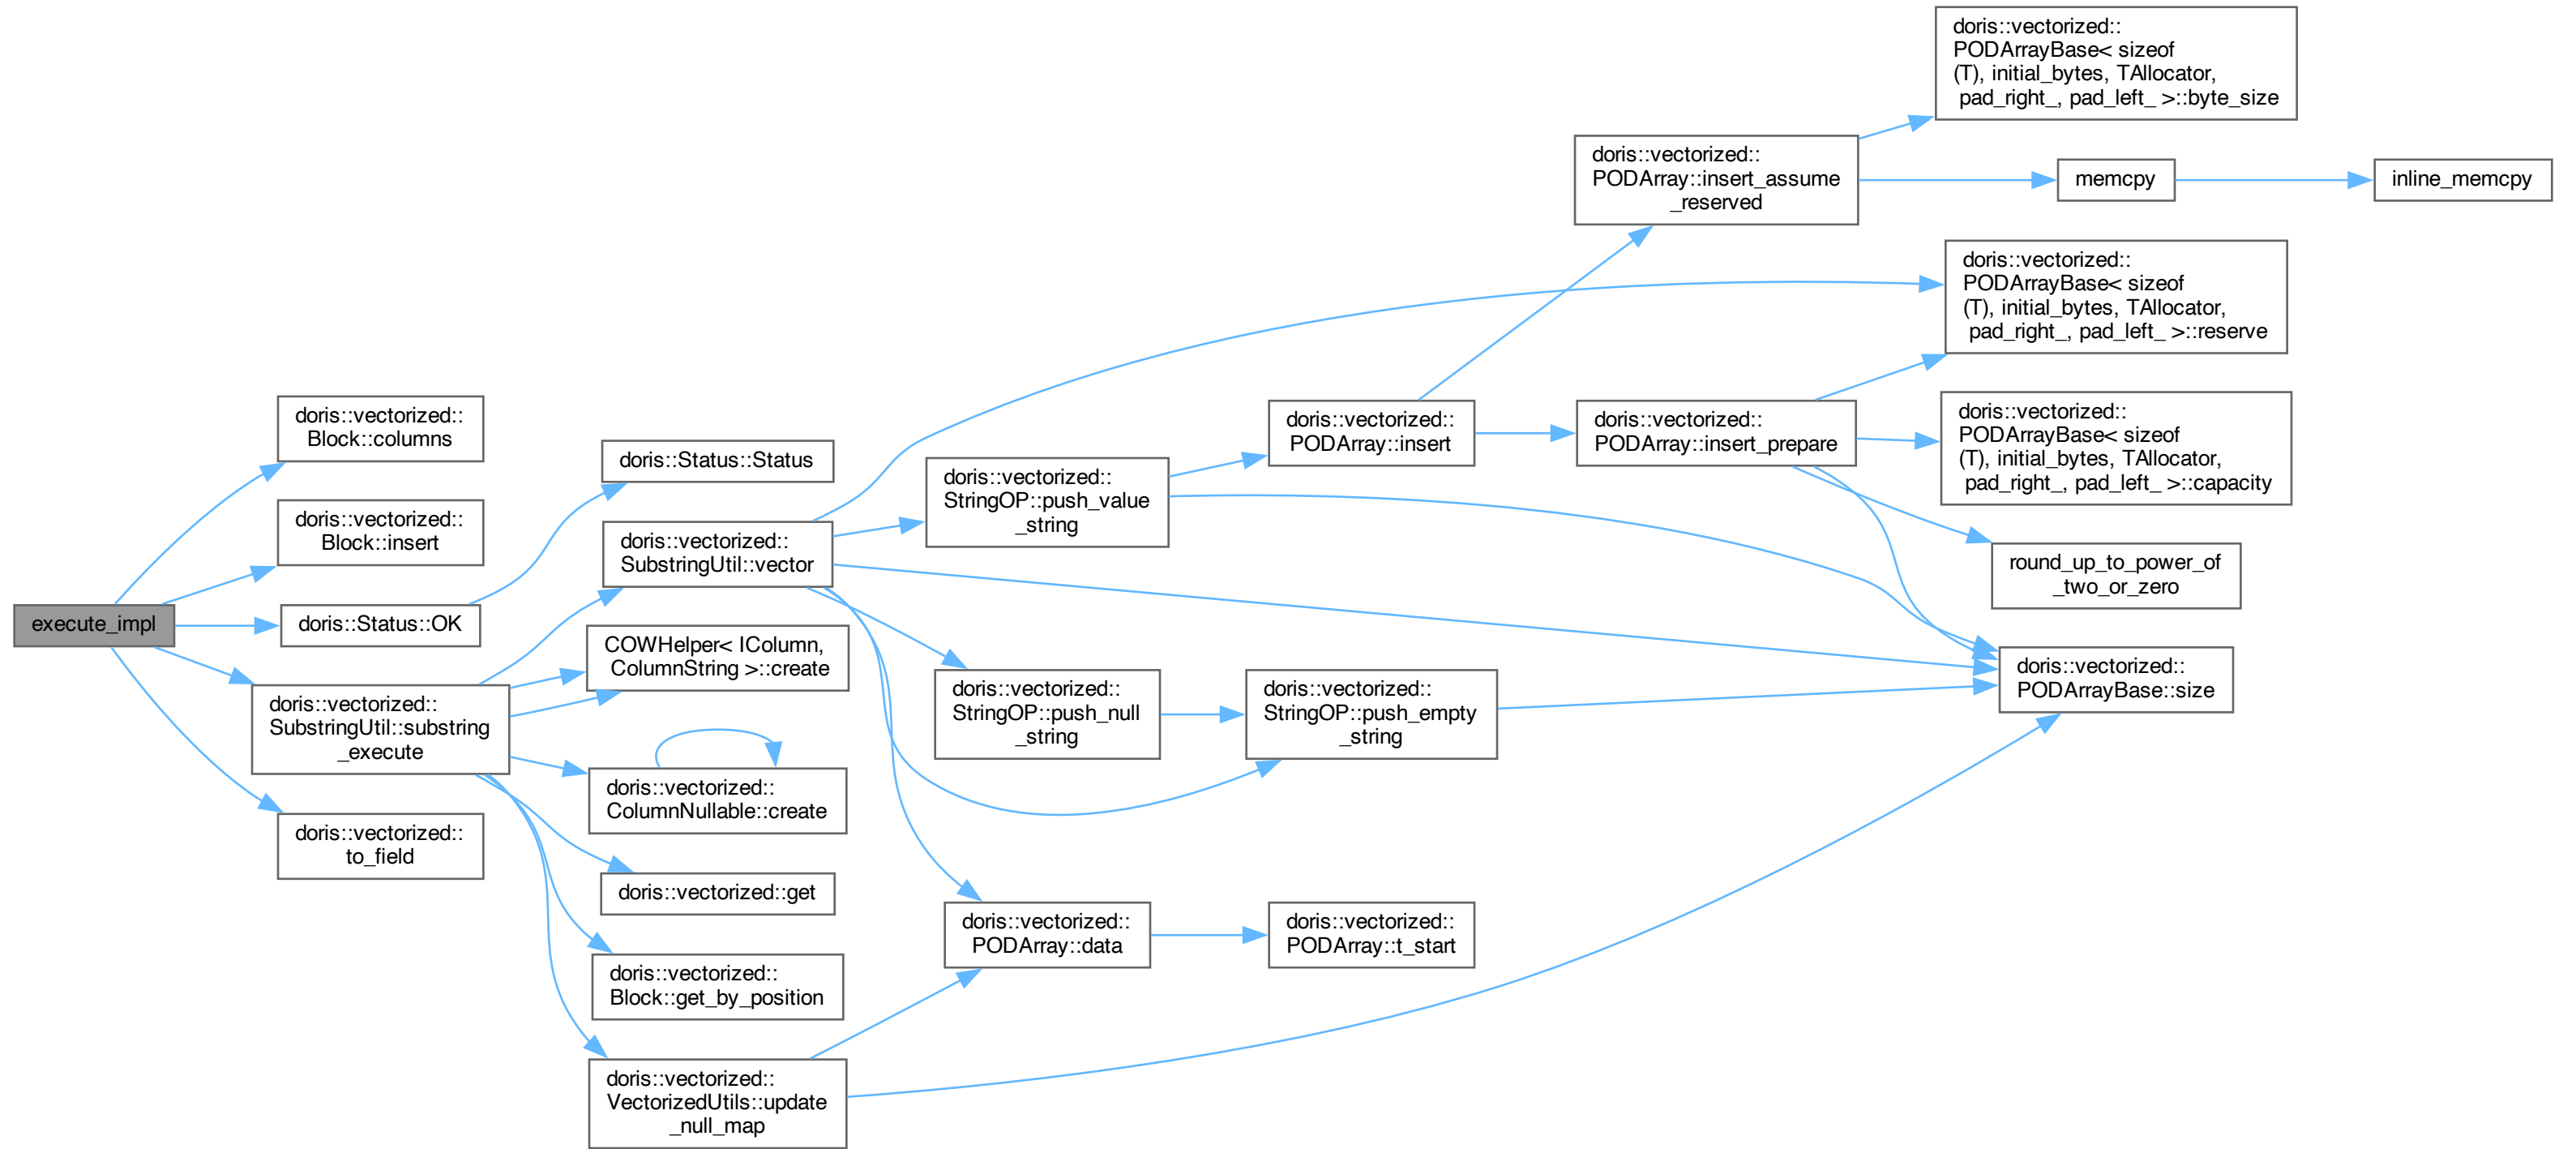 execute_impl
doris::vectorized::
Block::columns
doris::vectorized::
Block::insert
doris::Status::OK
doris::vectorized::
SubstringUtil::substring
_execute
doris::vectorized::
to_field
doris::Status::Status
doris::vectorized::
SubstringUtil::vector
COWHelper< IColumn,
ColumnString >::create
doris::vectorized::
ColumnNullable::create
doris::vectorized::get
doris::vectorized::
Block::get_by_position
doris::vectorized::
VectorizedUtils::update
_null_map
doris::vectorized::
StringOP::push_value
_string
doris::vectorized::
StringOP::push_null
_string
doris::vectorized::
PODArray::data
doris::vectorized::
PODArray::insert
doris::vectorized::
StringOP::push_empty
_string
doris::vectorized::
PODArray::t_start
doris::vectorized::
PODArray::insert_assume
_reserved
doris::vectorized::
PODArray::insert_prepare
doris::vectorized::
PODArrayBase< sizeof
(T), initial_bytes, TAllocator,
pad_right_, pad_left_ >::byte_size
memcpy
inline_memcpy
doris::vectorized::
PODArrayBase< sizeof
(T), initial_bytes, TAllocator,
pad_right_, pad_left_ >::reserve
doris::vectorized::
PODArrayBase< sizeof
(T), initial_bytes, TAllocator,
pad_right_, pad_left_ >::capacity
round_up_to_power_of
_two_or_zero
doris::vectorized::
PODArrayBase::size